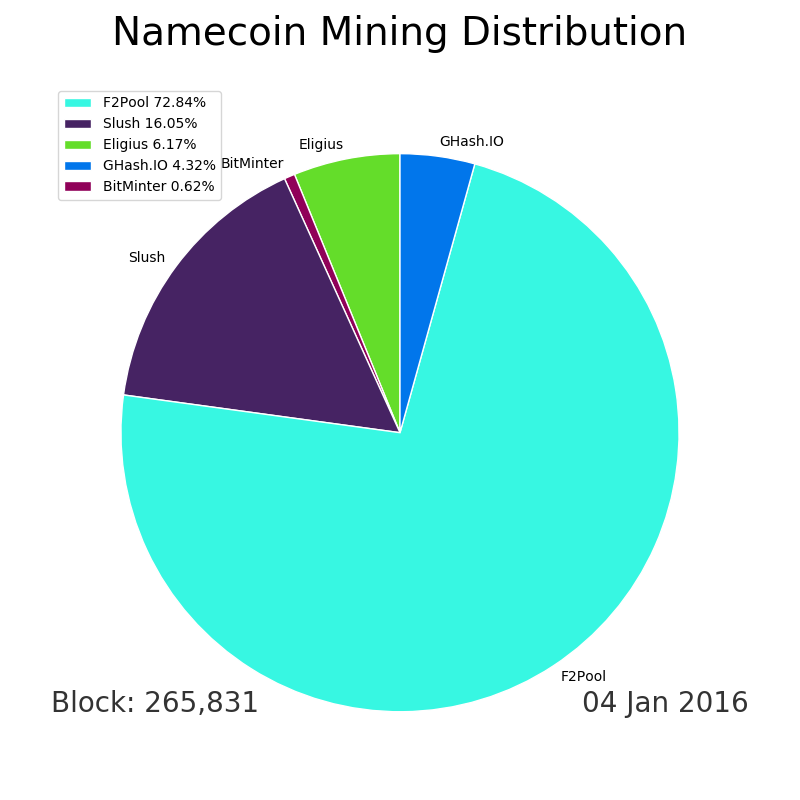 Namecoin Mining Distribution
F2Pool 72.84%
Slush 16.05%
Eligius 6.17%
GHash.IO 4.32%
BitMinter 0.62%
GHash.IO
Eligius
BitMinter
Slush
F2Pool
Block: 265,831
04 Jan 2016